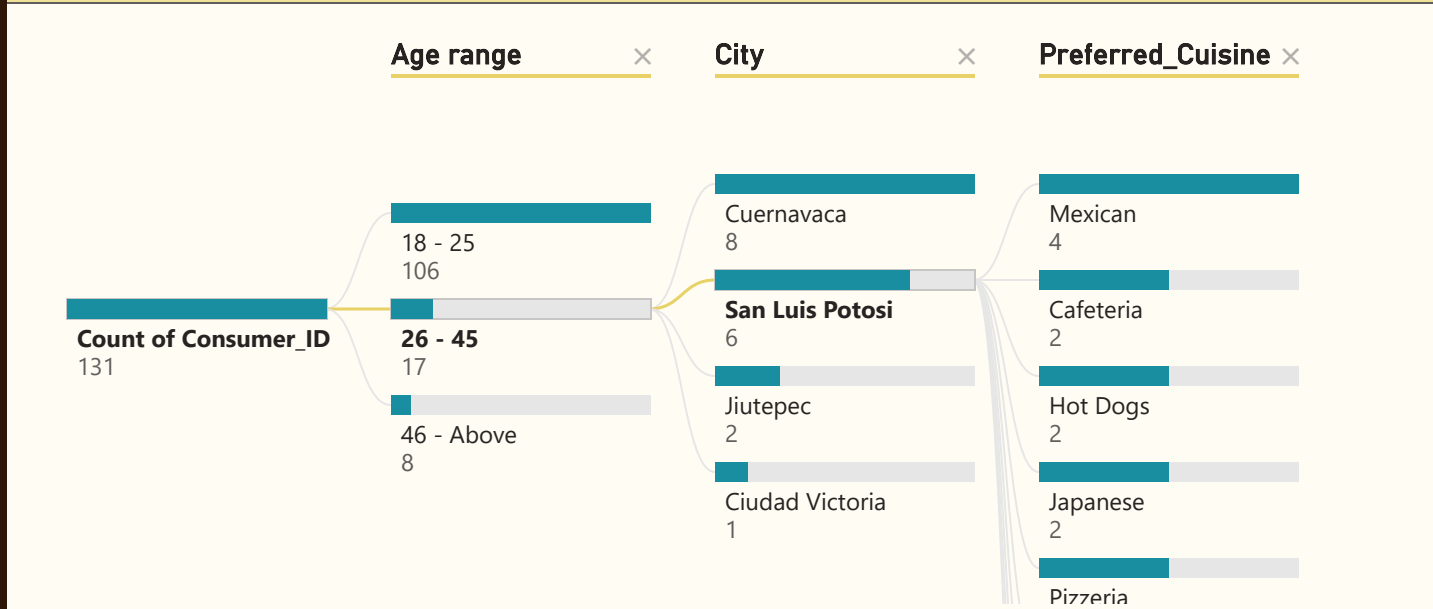 Age range
City
Preferred_Cuisine
Count of Consumer_ID
131
18 - 25
106
26 - 45
17
46 - Above
8
Cuernavaca
8
San Luis Potosi
6
Jiutepec
2
Ciudad Victoria
1
Mexican
4
Cafeteria
2
Hot Dogs
2
Japanese
2
Pizzeria